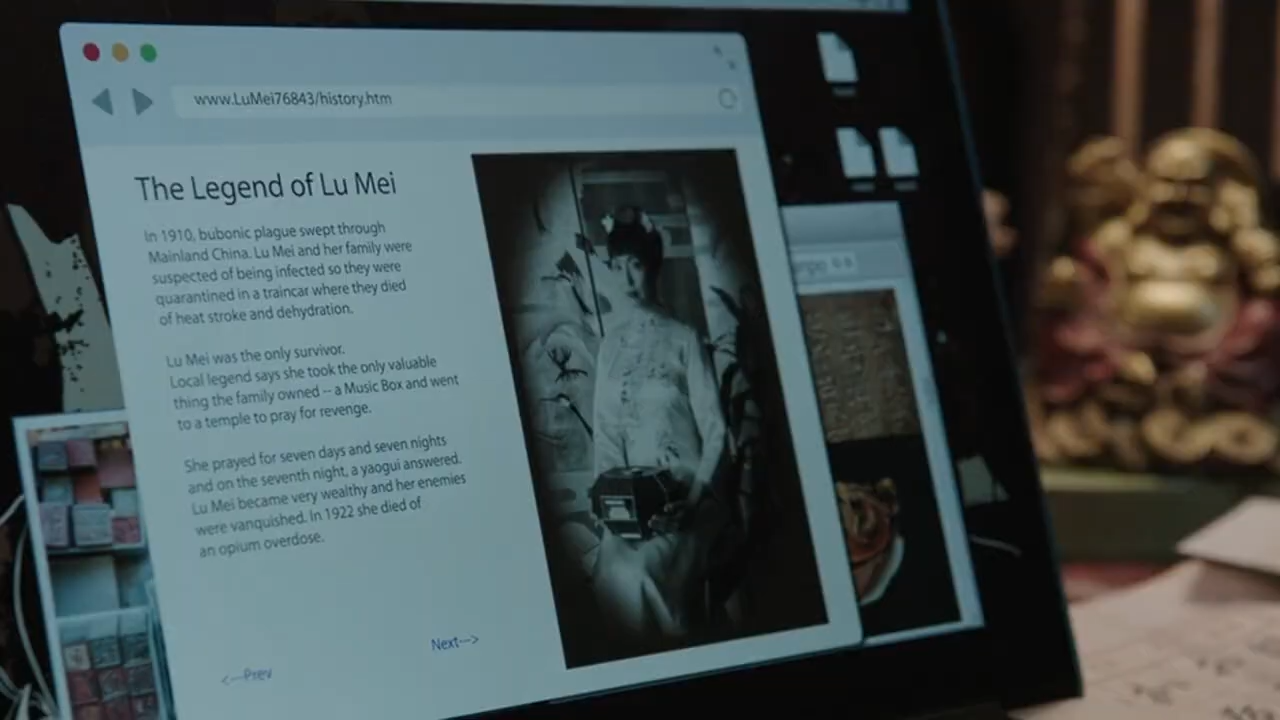 www.LuMei76843/history.htm
The Legend of Lu Mei
In 1910, bubonic plague swept through
Mainland China. Lu Mei and her family were
suspected of being infected so they were
quarantined in a traincar where they died
of heat stroke and dehydration.
Lu Mei was the only survivor.
Local legend says she took the only valuable
thing the family owned -- a Music Box and went
to a temple to pray for revenge.
She prayed for seven days and seven nights
and on the seventh night, a yaogui answered.
Lu Mei became very wealthy and her enemies
were vanquished. In 1922 she died of
an opium overdose.
Next--->
<---Prev